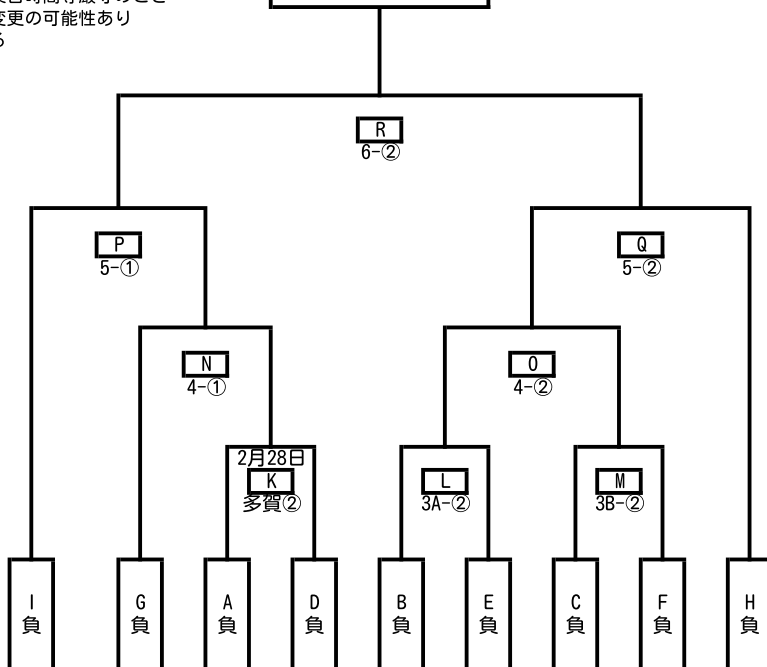 変更の可能性あり
る
R
6-②
P
5-①
Q
5-②
N
4-①
O
4-②
2月28日
K
多賀②
L
3A-②
M
3B-②
I
負
G
負
A
負
D
負
B
負
E
負
C
負
F
負
H
負